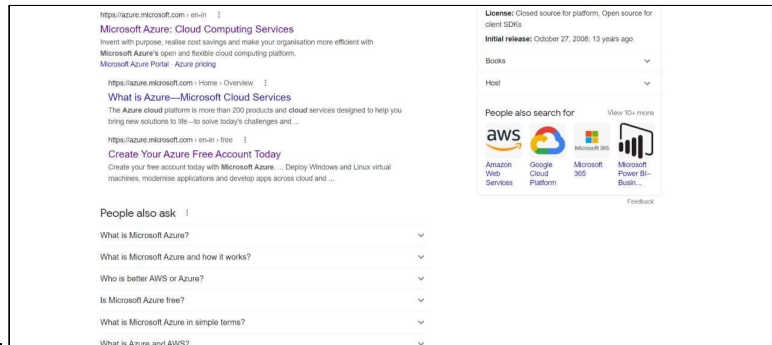 https://azure.microsoft.com › en-in ⋮
Microsoft Azure: Cloud Computing Services
Invent with purpose, realise cost savings and make your organisation more efficient with
Microsoft Azure's open and flexible cloud computing platform.
Microsoft Azure Portal · Azure pricing
https://azure.microsoft.com › Home › Overview ⋮
What is Azure—Microsoft Cloud Services
The Azure cloud platform is more than 200 products and cloud services designed to help you
bring new solutions to life—to solve today's challenges and ...
https://azure.microsoft.com › en-in › free ⋮
Create Your Azure Free Account Today
Create your free account today with Microsoft Azure. ... Deploy Windows and Linux virtual
machines, modernise applications and develop apps across cloud and ...
People also ask ⋮
What is Microsoft Azure?
What is Microsoft Azure and how it works?
Who is better AWS or Azure?
Is Microsoft Azure free?
What is Microsoft Azure in simple terms?
What is Azure and AWS?
License: Closed source for platform, Open source for
client SDKs
Initial release: October 27, 2008; 13 years ago
Books
Host
People also search for View 10+ more
aws
Microsoft 365
Amazon Web Services
Google Cloud Platform
Microsoft 365
Microsoft Power BI– Busin...
Feedback